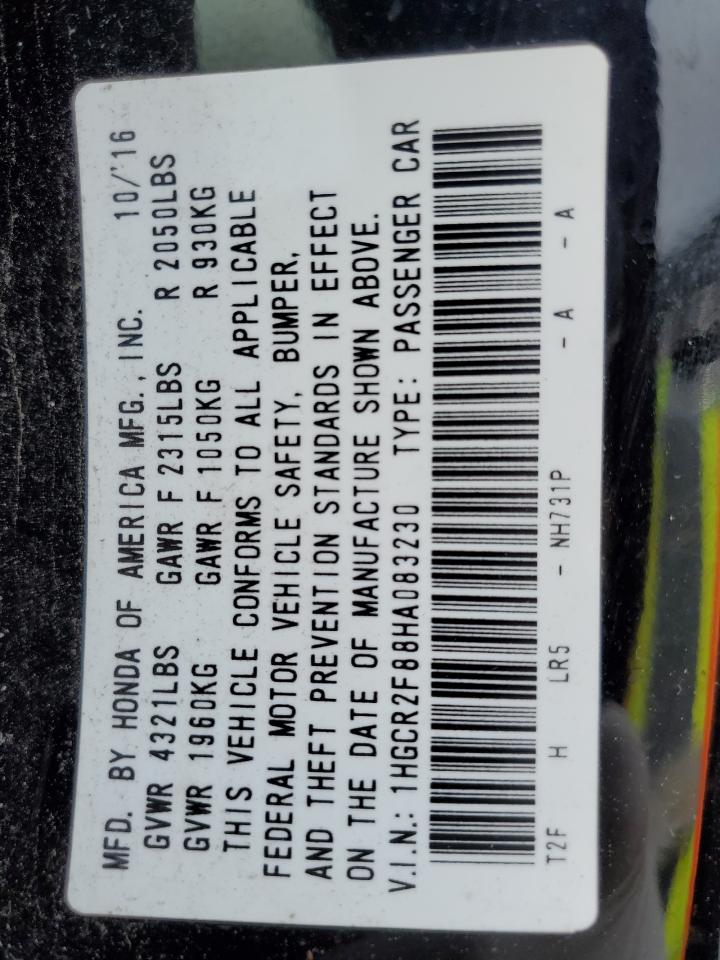 MFD. BY HONDA OF AMERICA MFG., INC. 10/'16
GVWR 4321LBS GAWR F 2315LBS R 2050LBS
GVWR 1960KG GAWR F 1050KG R 930KG
THIS VEHICLE CONFORMS TO ALL APPLICABLE
FEDERAL MOTOR VEHICLE SAFETY, BUMPER,
AND THEFT PREVENTION STANDARDS IN EFFECT
ON THE DATE OF MANUFACTURE SHOWN ABOVE.
V.I.N.: 1HGCR2F88HA083230 TYPE: PASSENGER CAR
T2F H LR5 - NH731P - A - A